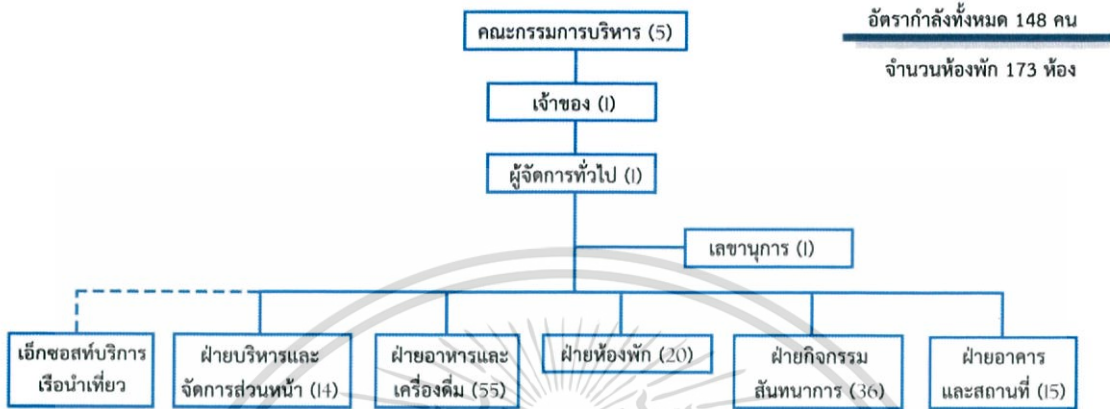 อัตรากำลังทั้งหมด 148 คน
จำนวนห้องพัก 173 ห้อง
คณะกรรมการบริหาร (5)
เจ้าของ (1)
ผู้จัดการทั่วไป (1)
เลขานุการ (1)
เอ็กซอสท์บริการ
เรือนำเที่ยว
ฝ่ายบริหารและ
จัดการส่วนหน้า (14)
ฝ่ายอาหารและ
เครื่องดื่ม (55)
ฝ่ายห้องพัก (20)
ฝ่ายกิจกรรม
สันทนาการ (36)
ฝ่ายอาคาร
และสถานที่ (15)